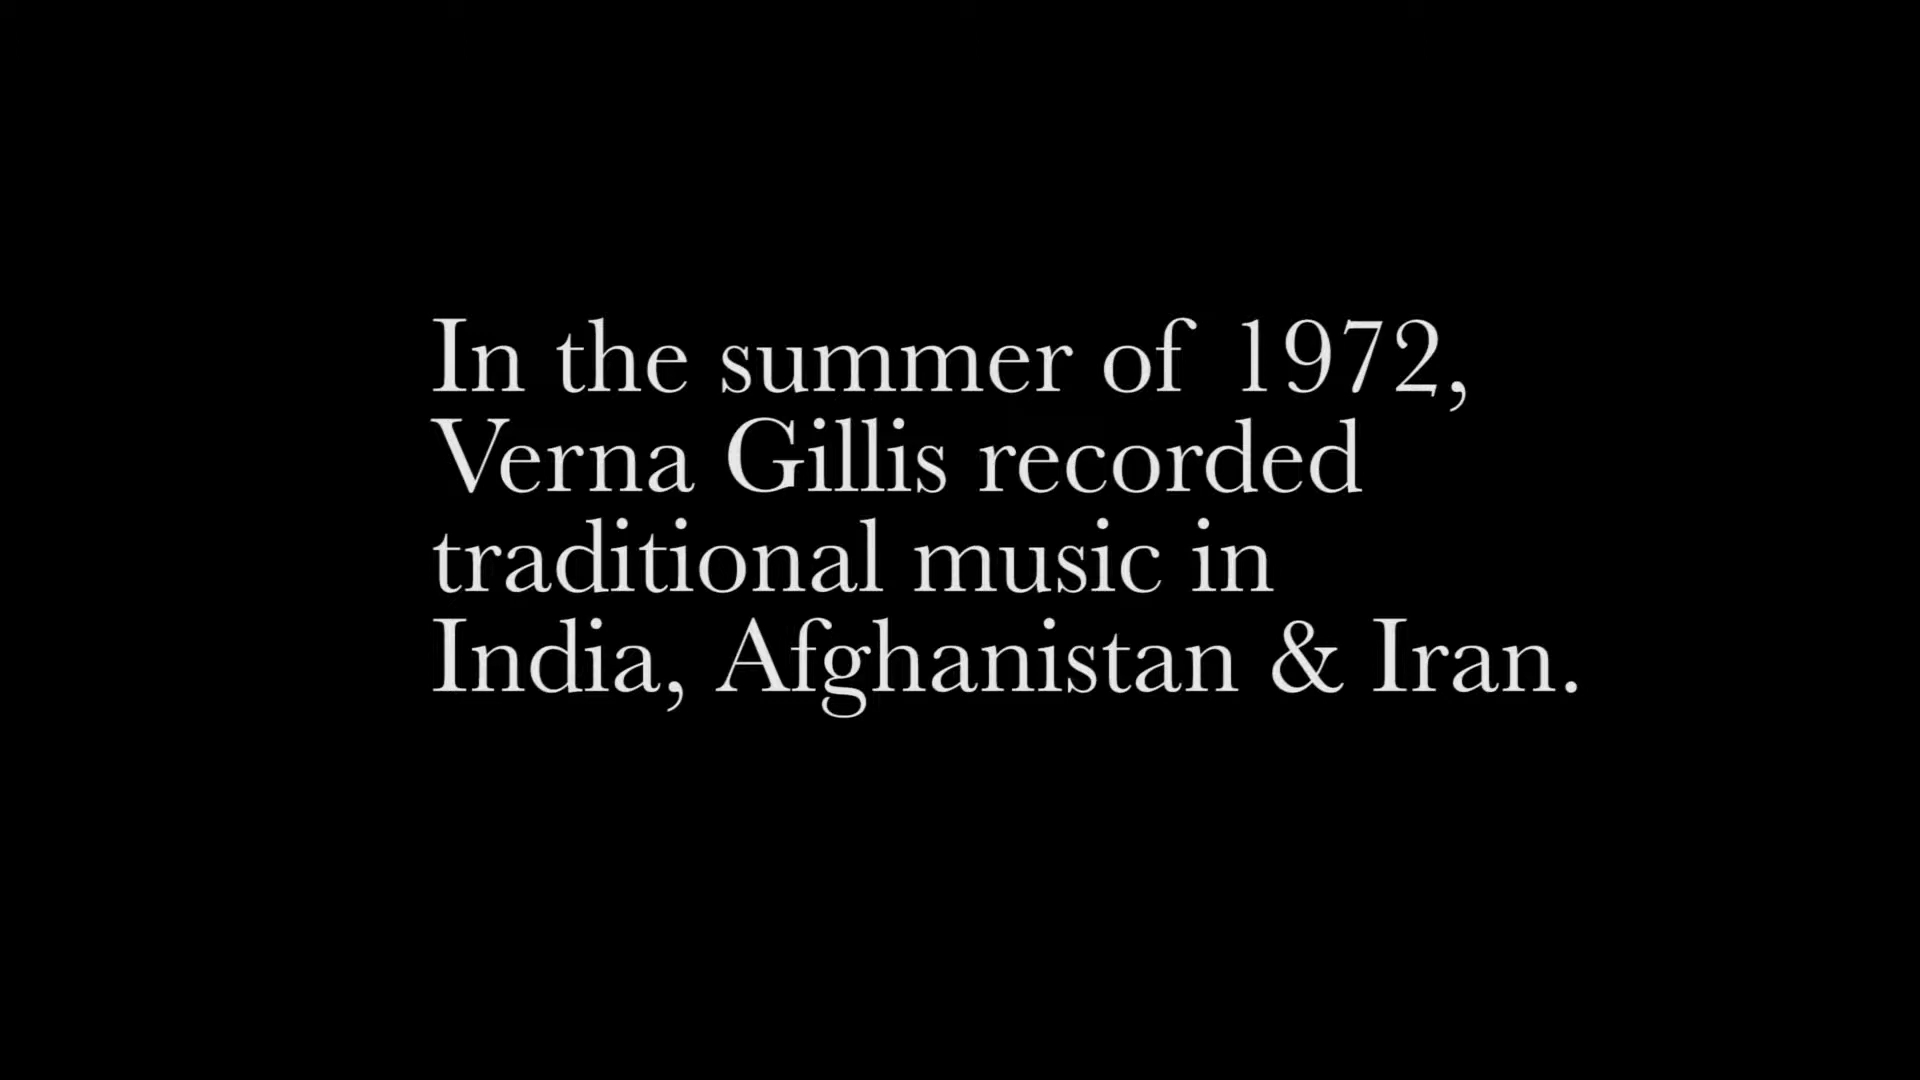 In the summer of 1972,
Verna Gillis recorded
traditional music in
India, Afghanistan & Iran.